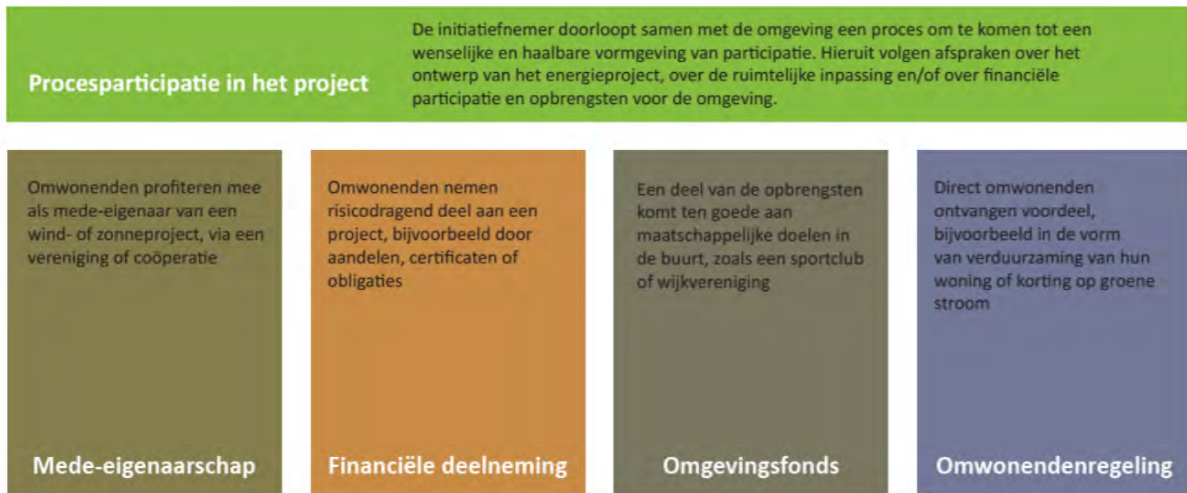 Procesparticipatie in het project
De initiatiefnemer doorloopt samen met de omgeving een proces om te komen tot een
wenselijke en haalbare vormgeving van participatie. Hieruit volgen afspraken over het
ontwerp van het energieproject, over de ruimtelijke inpassing en/of over financiële
participatie en opbrengsten voor de omgeving.
Omwonenden profiteren mee
als mede-eigenaar van een
wind- of zonneproject, via een
vereniging of coöperatie
Mede-eigenaarschap
Omwonenden nemen
risicodragend deel aan een
project, bijvoorbeeld door
aandelen, certificaten of
obligaties
Financiële deelneming
Een deel van de opbrengsten
komt ten goede aan
maatschappelijke doelen in
de buurt, zoals een sportclub
of wijkvereniging
Omgevingsfonds
Direct omwonenden
ontvangen voordeel,
bijvoorbeeld in de vorm
van verduurzaming van hun
woning of korting op groene
stroom
Omwonendenregeling